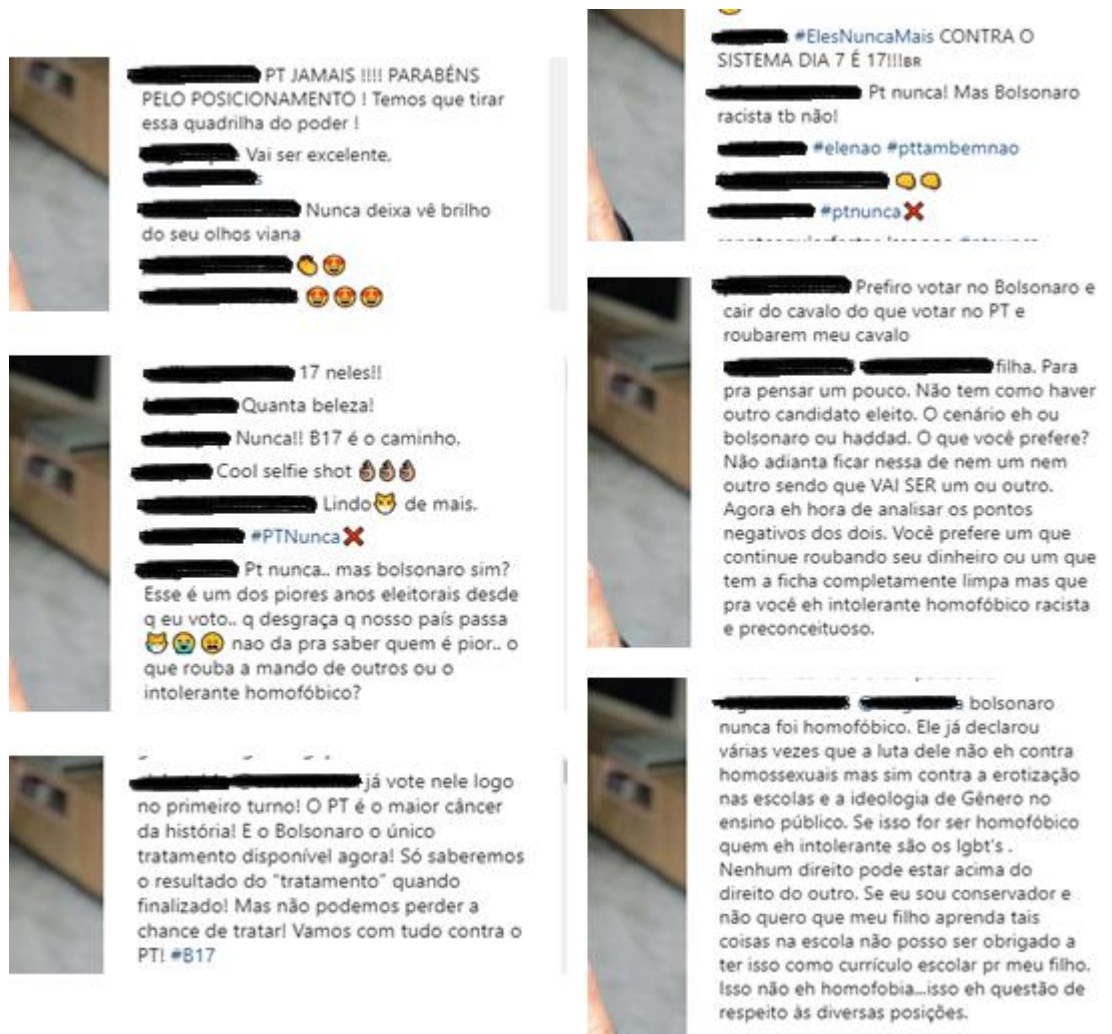 PT JAMAIS !!!! PARABÉNS
PELO POSICIONAMENTO ! Temos que tirar
essa quadrilha do poder !
Vai ser excelente.
Nunca deixa vê brilho
do seu olhos viana
17 neles!!
Quanta beleza!
Nunca!! B17 é o caminho.
Cool selfie shot 👌🏿👌🏿👌🏿
Lindo de mais.
#PTNunca❌
Pt nunca.. mas bolsonaro sim?
Esse é um dos piores anos eleitorais desde
q eu voto.. q desgraça q nosso país passa
nao da pra saber quem é pior.. o
que rouba a mando de outros ou o
intolerante homofóbico?
já vote nele logo
no primeiro turno! O PT é o maior câncer
da história! E o Bolsonaro o único
tratamento disponível agora! Só saberemos
o resultado do "tratamento" quando
finalizado! Mas não podemos perder a
chance de tratar! Vamos com tudo contra o
PT! #B17
#ElesNuncaMais CONTRA O
SISTEMA DIA 7 É 17!!!BR
Pt nunca! Mas Bolsonaro
racista tb não!
#elenao #pttambemnao
#ptnunca❌
Prefiro votar no Bolsonaro e
cair do cavalo do que votar no PT e
roubarem meu cavalo
filha. Para
pra pensar um pouco. Não tem como haver
outro candidato eleito. O cenário eh ou
bolsonaro ou haddad. O que você prefere?
Não adianta ficar nessa de nem um nem
outro sendo que VAI SER um ou outro.
Agora eh hora de analisar os pontos
negativos dos dois. Você prefere um que
continue roubando seu dinheiro ou um que
tem a ficha completamente limpa mas que
pra você eh intolerante homofóbico racista
e preconceituoso.
bolsonaro
nunca foi homofóbico. Ele já declarou
várias vezes que a luta dele não eh contra
homossexuais mas sim contra a erotização
nas escolas e a ideologia de Gênero no
ensino público. Se isso for ser homofóbico
quem eh intolerante são os lgbt's .
Nenhum direito pode estar acima do
direito do outro. Se eu sou conservador e
não quero que meu filho aprenda tais
coisas na escola não posso ser obrigado a
ter isso como currículo escolar pr meu filho.
Isso não eh homofobia...isso eh questão de
respeito às diversas posições.